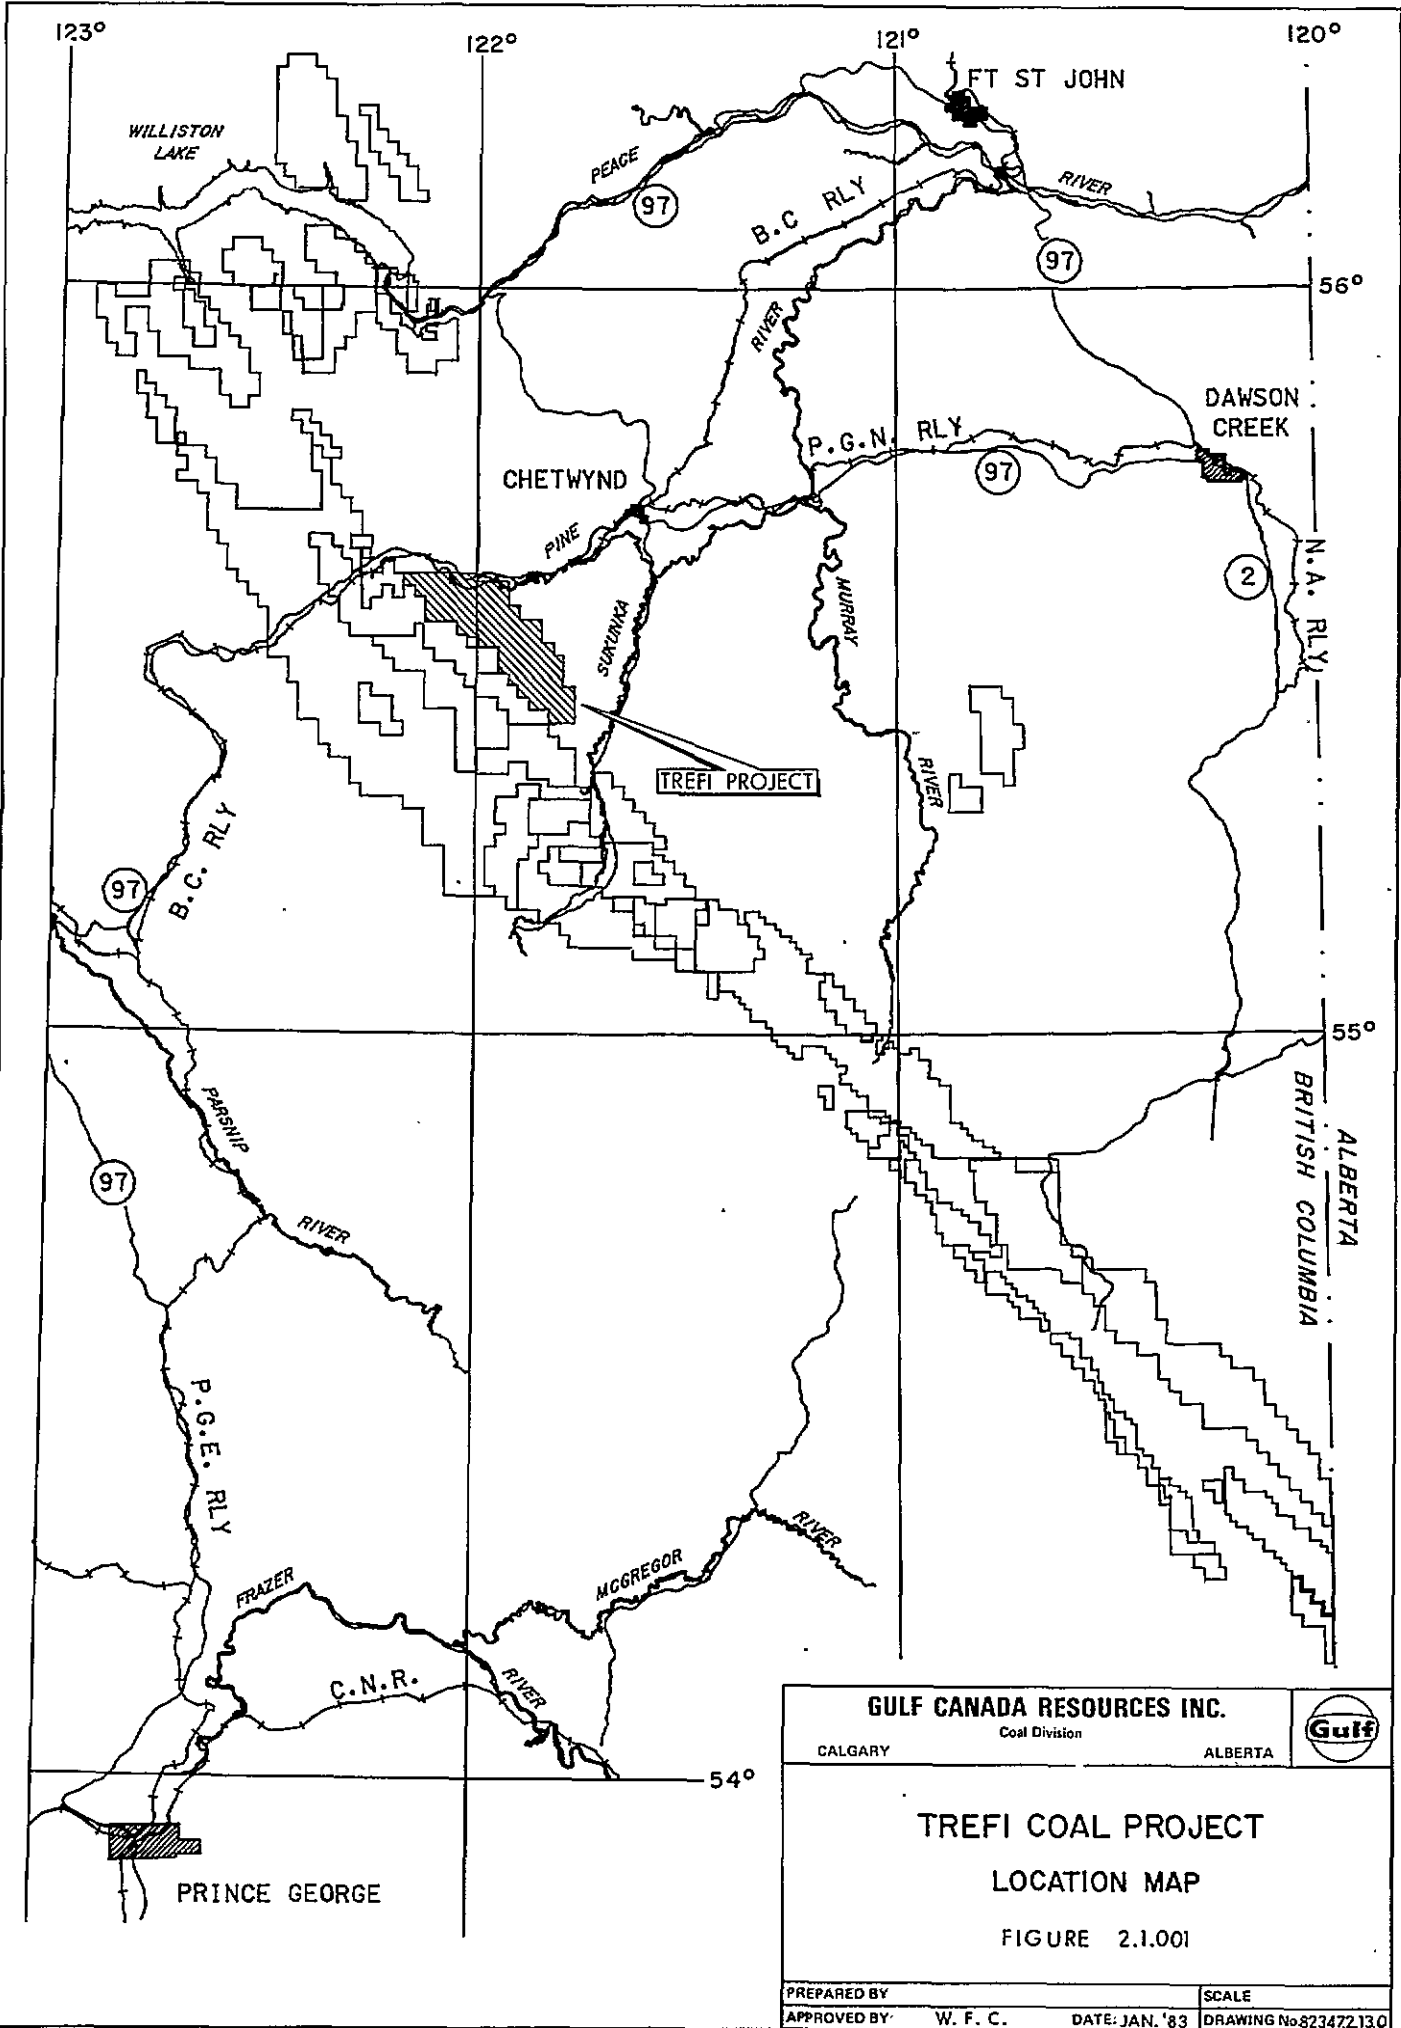 123°
122°
121°
120°
FT ST JOHN
WILLISTON
LAKE
PEACE
97
B.C RLY
RIVER
97
56°
RIVER
DAWSON
CREEK
P.G.N. RLY
97
CHETWYND
PINE
N.A. RLY
2
MURRAY
SUKUNKA
TREFI PROJECT
RIVER
B.C. RLY
97
55°
PARSNIP
BRITISH COLUMBIA
ALBERTA
97
RIVER
P.G.E. RLY
RIVER
MCGREGOR
FRAZER
C.N.R.
RIVER
54°
PRINCE GEORGE
GULF CANADA RESOURCES INC.
Coal Division
CALGARY ALBERTA
Gulf
TREFI COAL PROJECT
LOCATION MAP
FIGURE 2.1.001
PREPARED BY SCALE
APPROVED BY: W. F. C. DATE: JAN. '83 DRAWING No.82347213.0